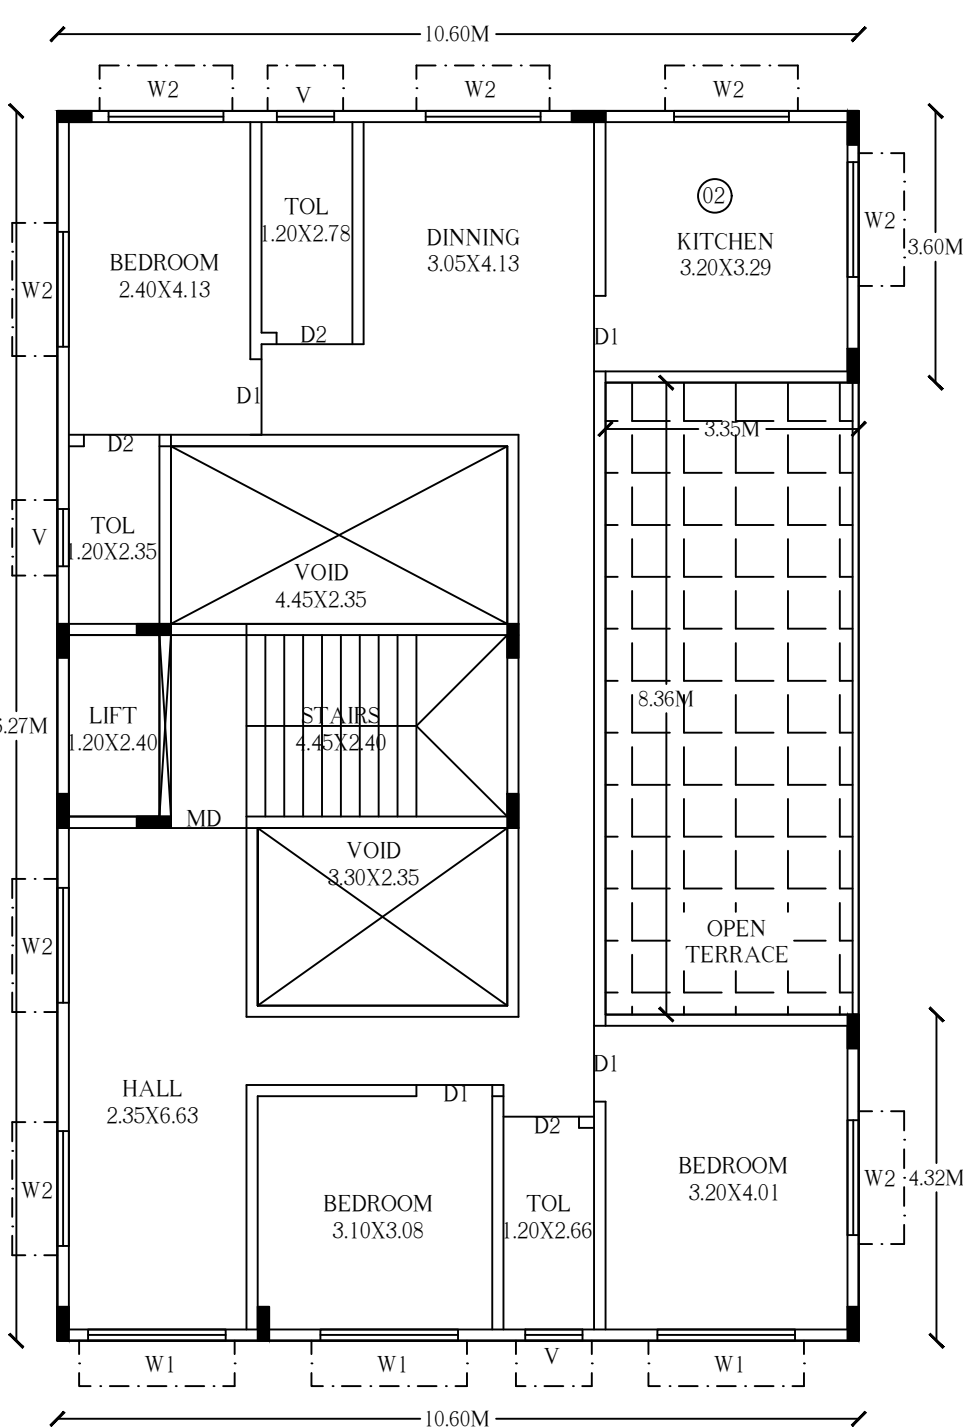 10.60M
W2
V
W2
W2
02
TOL
1.20X2.78
W2
DINNING
3.05X4.13
KITCHEN
3.20X3.29
3.60M
BEDROOM
2.40X4.13
W2
D2
D1
D1
3.35M
D2
V
TOL
1.20X2.35
VOID
4.45X2.35
8.36M
LIFT
1.20X2.40
STAIRS
4.45X2.40
6.27M
MD
VOID
3.30X2.35
OPEN
TERRACE
W2
D1
HALL
2.35X6.63
D1
D2
BEDROOM
3.20X4.01
W2
4.32M
W2
BEDROOM
3.10X3.08
TOL
1.20X2.66
W1
W1
V
W1
10.60M